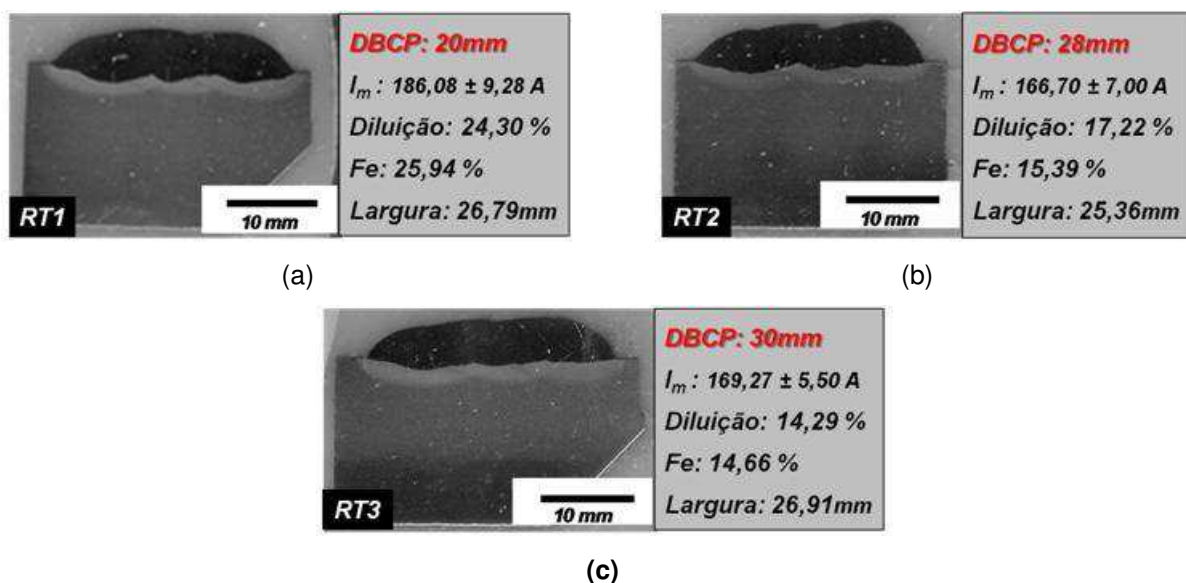 DBCP: 20mm
Im : 186,08 ± 9,28 A
Diluição: 24,30 %
Fe: 25,94 %
Largura: 26,79mm
RT1
10 mm
(a)
DBCP: 28mm
Im : 166,70 ± 7,00 A
Diluição: 17,22 %
Fe: 15,39 %
Largura: 25,36mm
RT2
10 mm
(b)
DBCP: 30mm
Im : 169,27 ± 5,50 A
Diluição: 14,29 %
Fe: 14,66 %
Largura: 26,91mm
RT3
10 mm
(c)